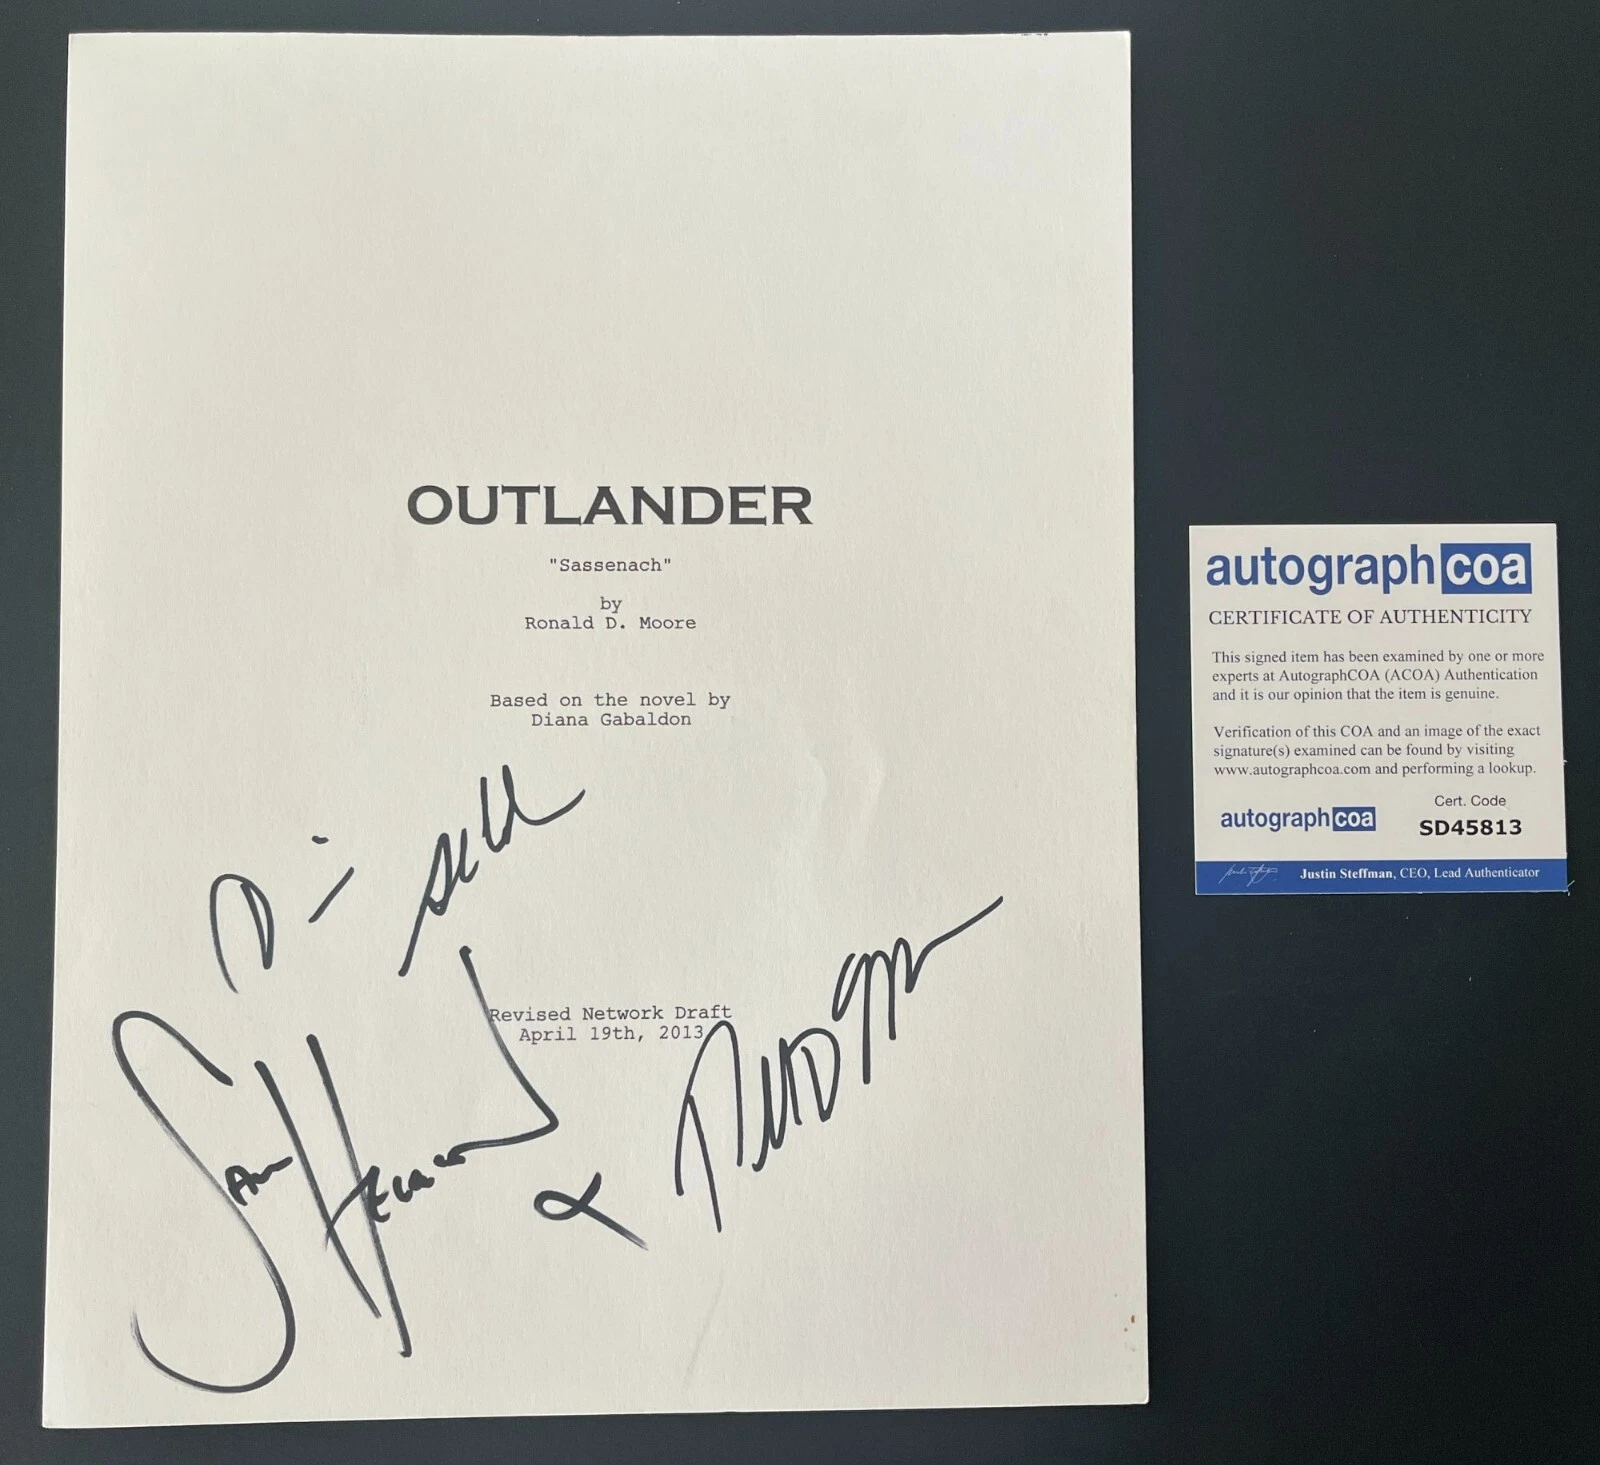 OUTLANDER
"Sassenach"
by
Ronald D. Moore
Based on the novel by
Diana Gabaldon
Revised Network Draft
April 19th, 2013
Sam Heughan
autographcoa
CERTIFICATE OF AUTHENTICITY
This signed item has been examined by one or more
experts at AutographCOA (ACOA) Authentication
and it is our opinion that the item is genuine.
Verification of this COA and an image of the exact
signature(s) examined can be found by visiting
www.autographcoa.com and performing a lookup.
autographcoa
Cert. Code
SD45813
Justin Steffman, CEO, Lead Authenticator